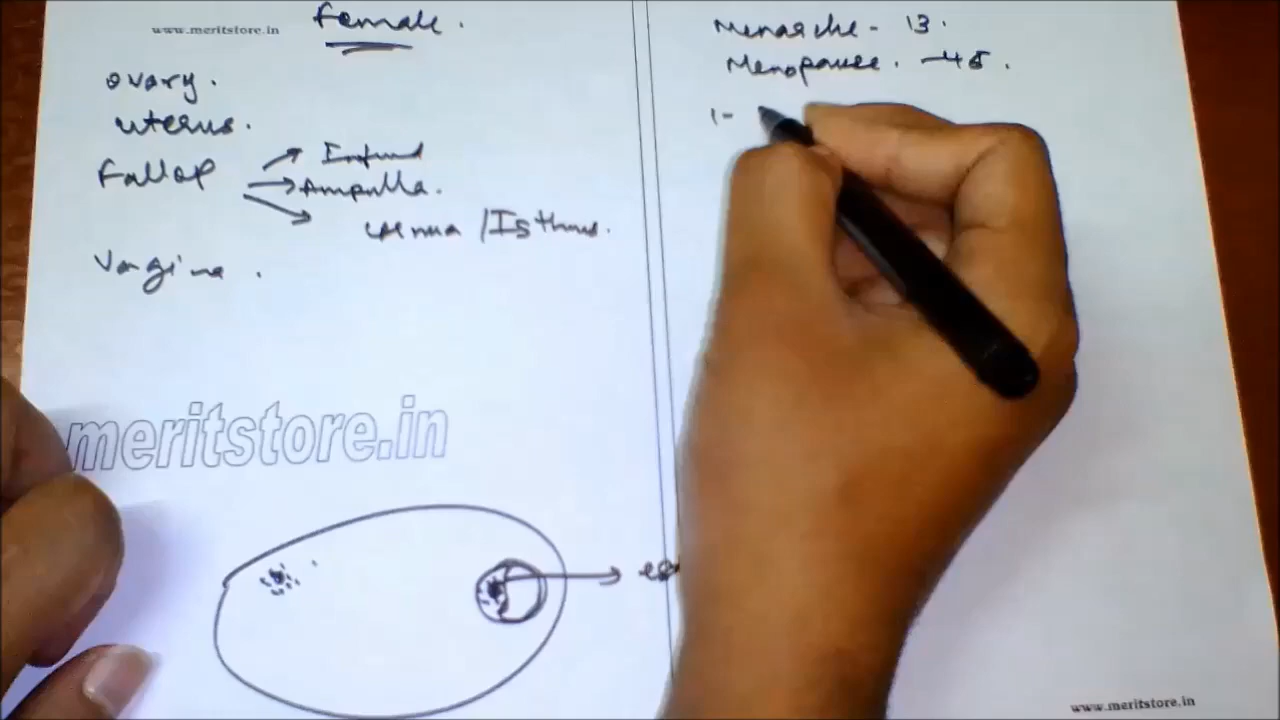 www.meritstore.in
Female.
ovary.
uterus.
Fallop
Infund
Ampulla.
/Isthmus.
Vagina.
meritstore.in
Menarche - 13.
Menopause. - 45.
1-
www.meritstore.in